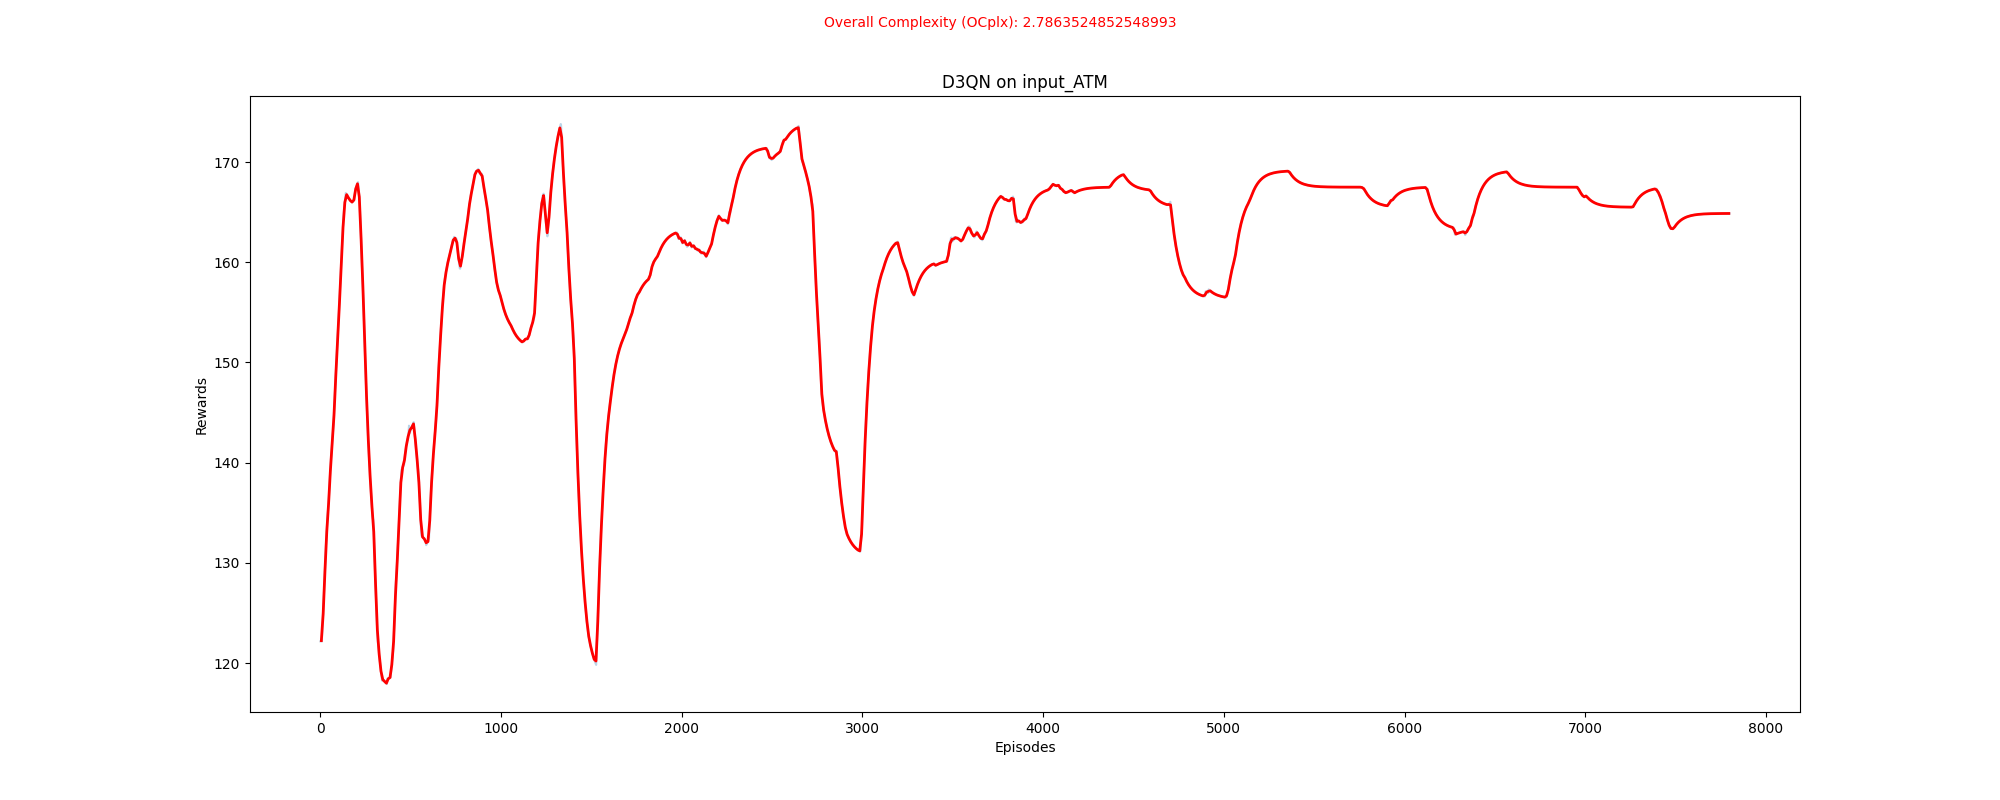 Overall Complexity (OCplx): 2.7863524852548993
D3QN on input_ATM
170
160
150
140
130
120
Rewards
0 1000 2000 3000 4000 5000 6000 7000 8000
Episodes